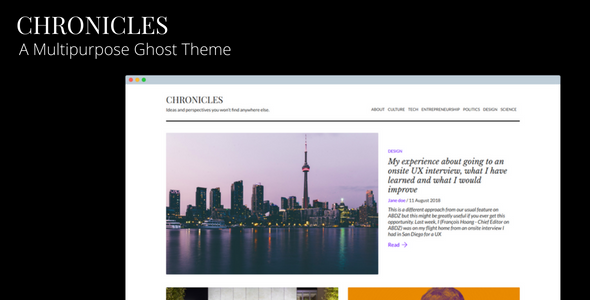 CHRONICLES
A Multipurpose Ghost Theme
CHRONICLES
Ideas and perspectives you won't find anywhere else.
ABOUT CULTURE TECH ENTREPRENEURSHIP POLITICS DESIGN SCIENCE
DESIGN
My experience about going to an
onsite UX interview, what I have
learned and what I would
improve
Jane doe / 11 August 2018
This is a different approach from our usual feature on
ABDZ but this might be greatly useful if you ever get this
opportunity. Last week, I (François Hoang - Chief Editor on
ABDZ) was on my flight home from an onsite interview I
had in San Diego for a UX
Read